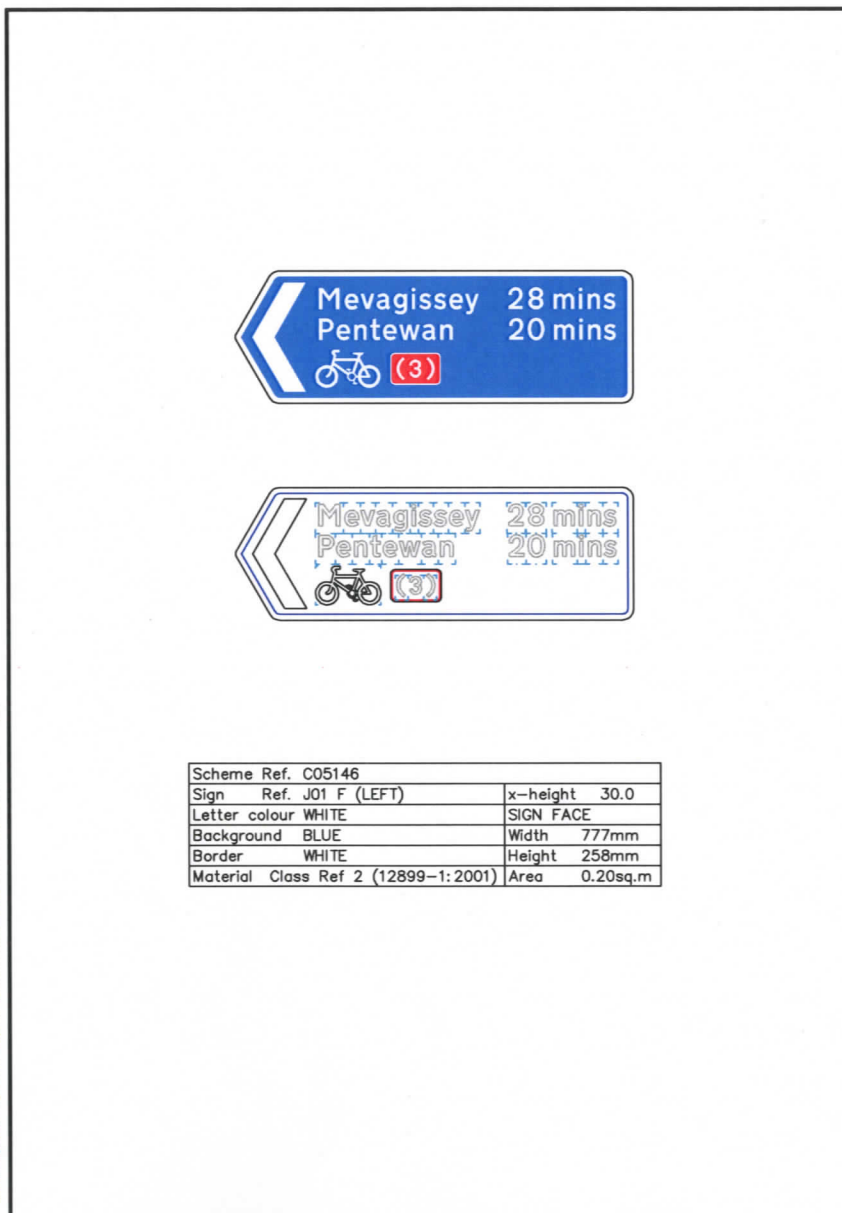 Mevagissey 28 mins
Pentewan 20 mins
(3)
Mevagissey 28 mins
Pentewan 20 mins
(3)
Scheme Ref. C05146
Sign Ref. J01 F (LEFT) x-height 30.0
Letter colour WHITE SIGN FACE
Background BLUE Width 777mm
Border WHITE Height 258mm
Material Class Ref 2 (12899-1:2001) Area 0.20sq.m